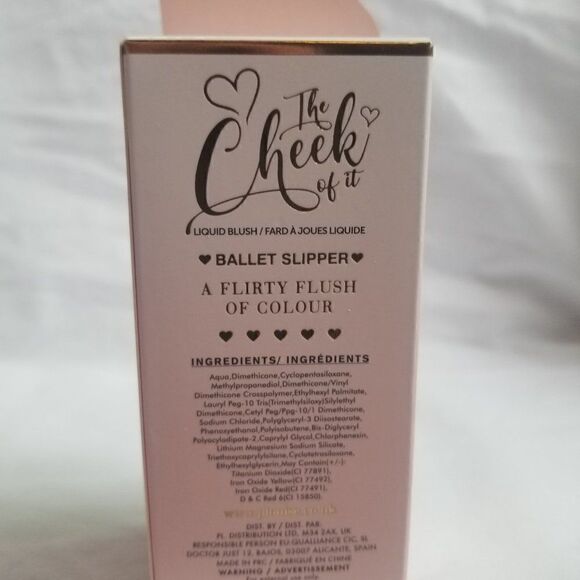 The
Cheek
of it
LIQUID BLUSH / FARD À JOUES LIQUIDE
♥ BALLET SLIPPER ♥
A FLIRTY FLUSH
OF COLOUR
♥ ♥ ♥ ♥ ♥
INGREDIENTS/ INGRÉDIENTS
Aqua,Dimethicone,Cyclopentasiloxane,
Methylpropanediol,Dimethicone/Vinyl
Dimethicone Crosspolymer,Ethylhexyl Palmitate,
Lauryl Peg-10 Tris(Trimethylsiloxy)Silylethyl
Dimethicone,Cetyl Peg/Ppg-10/1 Dimethicone,
Sodium Chloride,Polyglyceryl-3 Diisostearate,
Phenoxyethanol,Polyisobutene,Bis-Diglyceryl
Polyacyladipate-2,Caprylyl Glycol,Chlorphenesin,
Lithium Magnesium Sodium Silicate,
Triethoxycaprylylsilane,Cyclotetrasiloxane,
Ethylhexylglycerin,May Contain(+/-):
Titanium Dioxide(CI 77891),
Iron Oxide Yellow(CI 77492),
Iron Oxide Red(CI 77491),
D & C Red 6(CI 15850).
DIST. BY / DIST. PAR:
PL. DISTRIBUTION LTD, M34 2AX, UK
RESPONSIBLE PERSON EU:QUALLIANCE CIC, SL
DOCTOR JUST 12, BAJOS, 03007 ALICANTE, SPAIN
MADE IN PRC / FABRIQUÉ EN CHINE
WARNING / ADVERTISSEMENT
For external use only